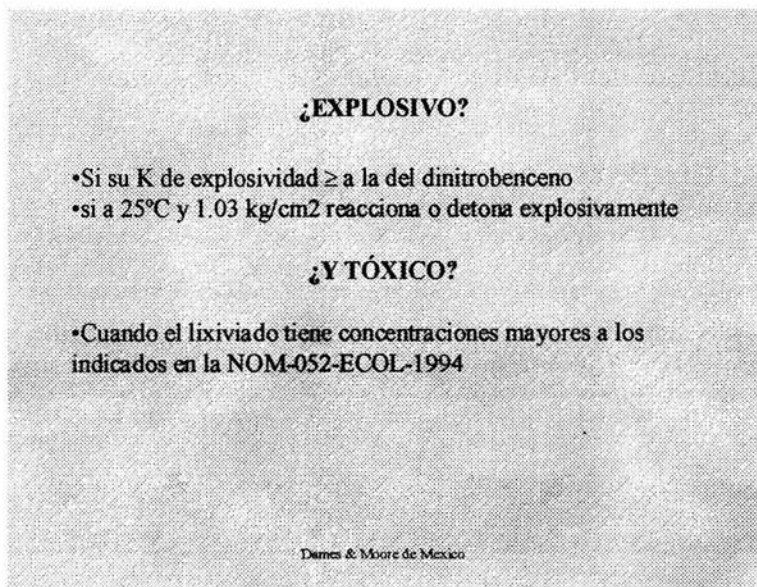 ¿EXPLOSIVO?
•Si su K de explosividad ≥ a la del dinitrobenceno
•si a 25ºC y 1.03 kg/cm2 reacciona o detona explosivamente
¿Y TÓXICO?
•Cuando el lixiviado tiene concentraciones mayores a los
indicados en la NOM-052-ECOL-1994
Dames & Moore de Mexico